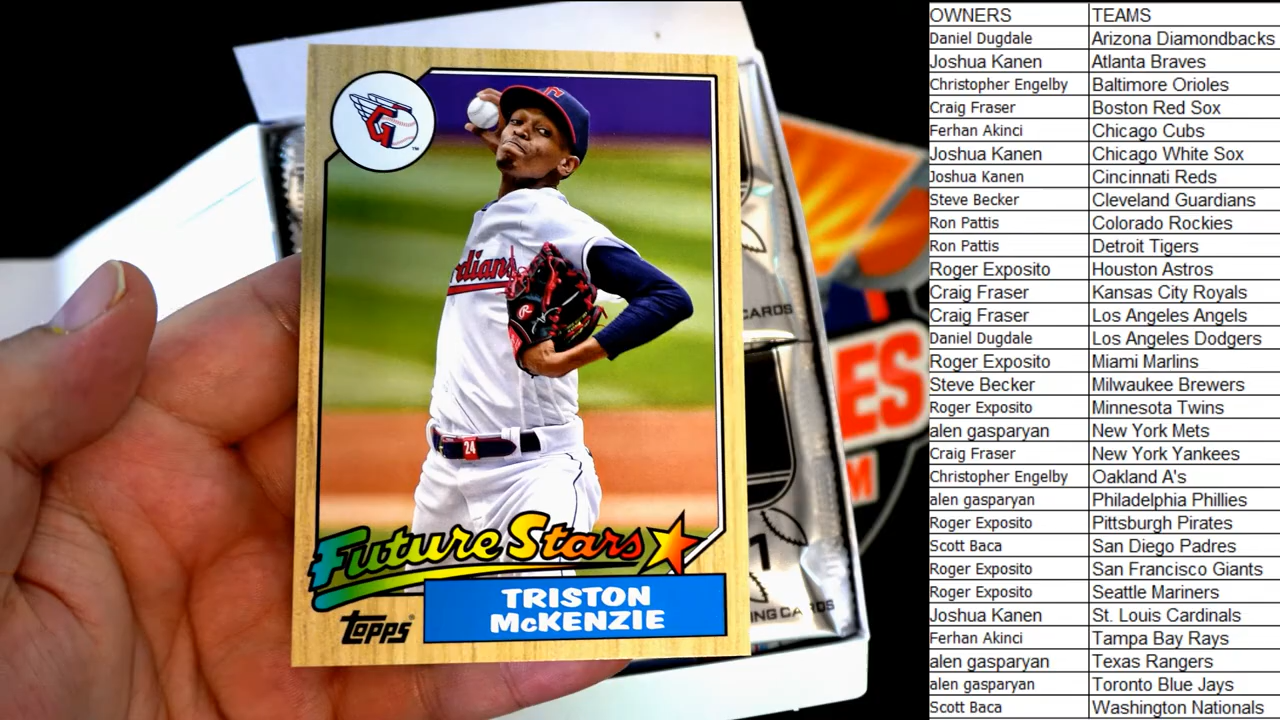 G
TM
rdians
24
Future Stars
TRISTON
McKENZIE
Topps®
CARDS
ES
M
ING CARDS
OWNERS TEAMS
Daniel Dugdale Arizona Diamondbacks
Joshua Kanen Atlanta Braves
Christopher Engelby Baltimore Orioles
Craig Fraser Boston Red Sox
Ferhan Akinci Chicago Cubs
Joshua Kanen Chicago White Sox
Joshua Kanen Cincinnati Reds
Steve Becker Cleveland Guardians
Ron Pattis Colorado Rockies
Ron Pattis Detroit Tigers
Roger Exposito Houston Astros
Craig Fraser Kansas City Royals
Craig Fraser Los Angeles Angels
Daniel Dugdale Los Angeles Dodgers
Roger Exposito Miami Marlins
Steve Becker Milwaukee Brewers
Roger Exposito Minnesota Twins
alen gasparyan New York Mets
Craig Fraser New York Yankees
Christopher Engelby Oakland A's
alen gasparyan Philadelphia Phillies
Roger Exposito Pittsburgh Pirates
Scott Baca San Diego Padres
Roger Exposito San Francisco Giants
Roger Exposito Seattle Mariners
Joshua Kanen St. Louis Cardinals
Ferhan Akinci Tampa Bay Rays
alen gasparyan Texas Rangers
alen gasparyan Toronto Blue Jays
Scott Baca Washington Nationals